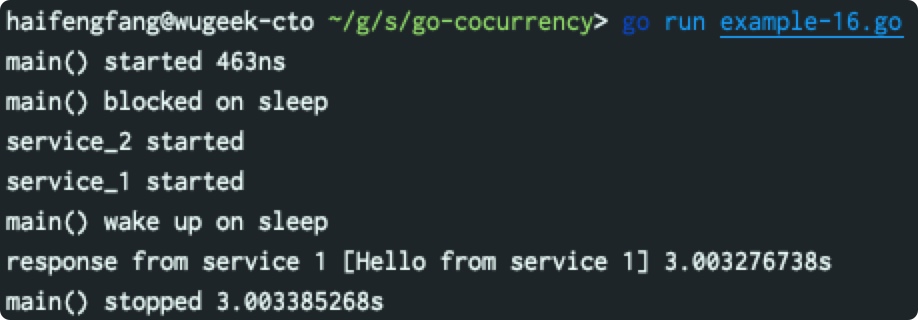 haifengfang@wugeek-cto ~/g/s/go-cocurrency> go run example-16.go
main() started 463ns
main() blocked on sleep
service_2 started
service_1 started
main() wake up on sleep
response from service 1 [Hello from service 1] 3.003276738s
main() stopped 3.003385268s